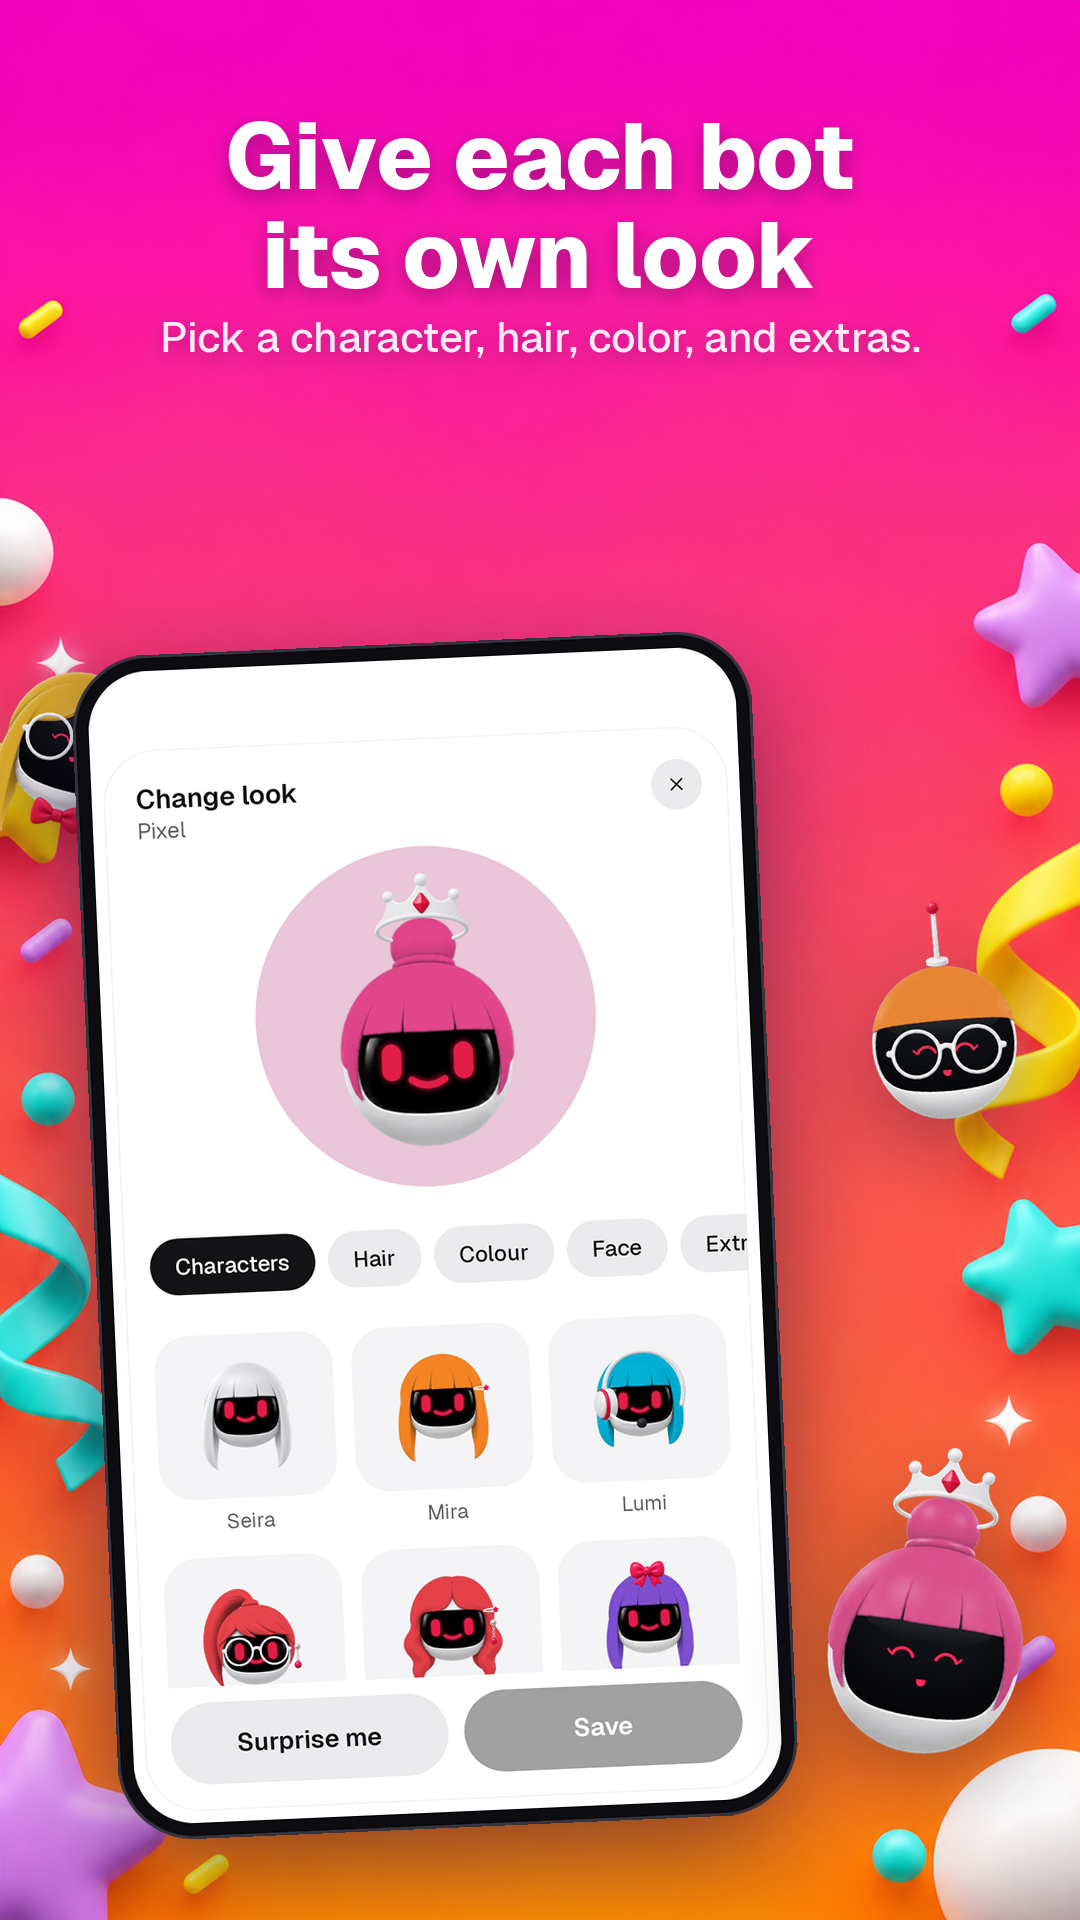 Give each bot
its own look
Pick a character, hair, color, and extras.
Change look
Pixel
Characters
Hair
Colour
Face
Extr
Seira
Mira
Lumi
Surprise me
Save